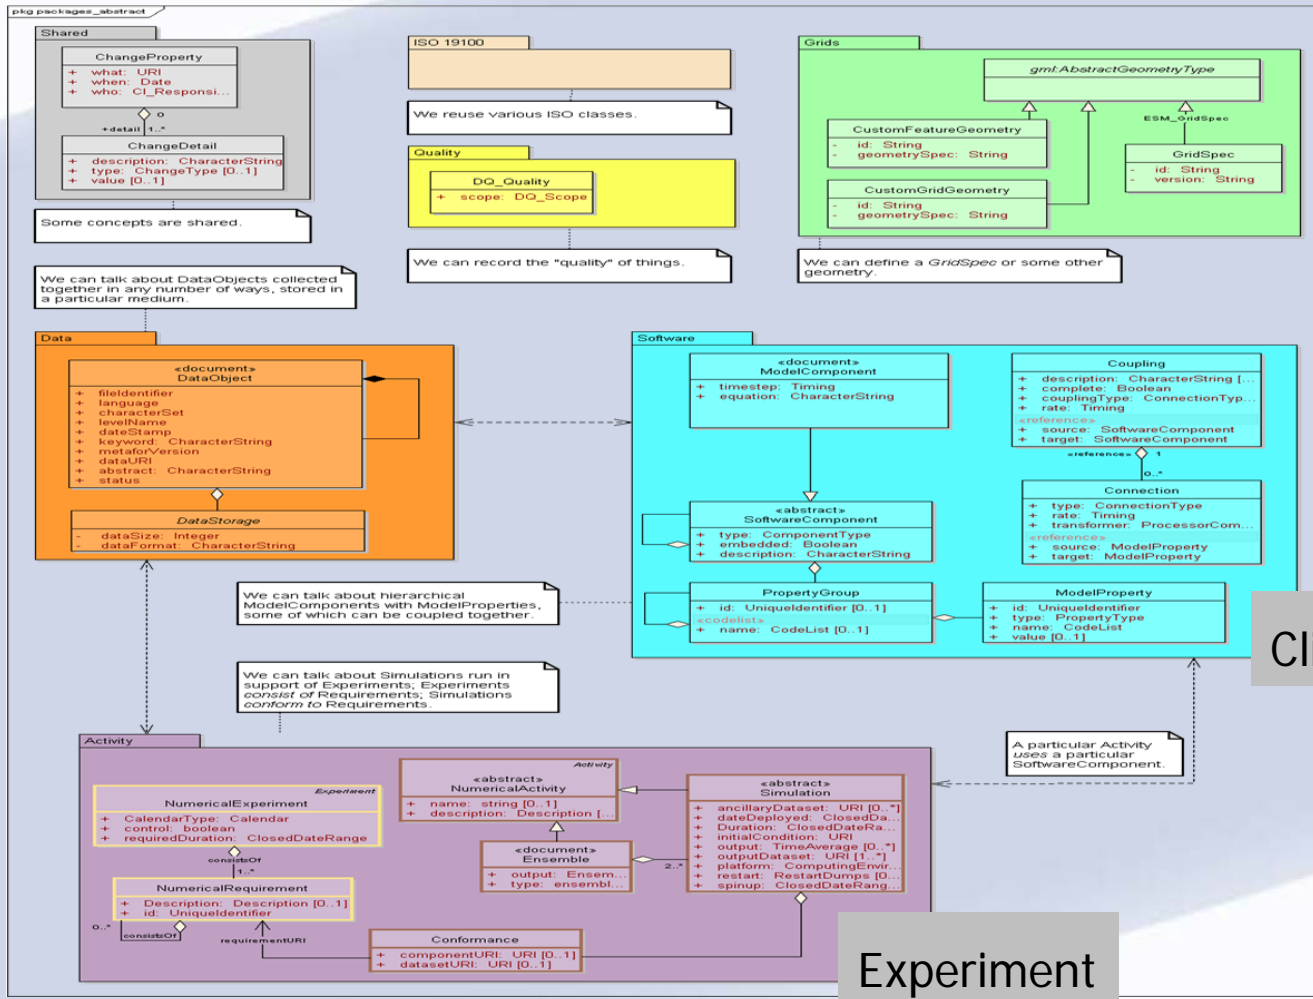 pkg packages_abstract
Shared
ChangeProperty
+ what: URI
+ when: Date
+ who: CI_Responsi...
0
+detail 1..*
ChangeDetail
+ description: CharacterString
+ type: ChangeType [0..1]
+ value [0..1]
Some concepts are shared.
ISO 19100
We reuse various ISO classes.
Quality
DQ_Quality
+ scope: DQ_Scope
We can record the "quality" of things.
Grids
gml:AbstractGeometryType
ESM_GridSpec
CustomFeatureGeometry
- id: String
- geometrySpec: String
GridSpec
- id: String
- version: String
CustomGridGeometry
- id: String
- geometrySpec: String
We can define a GridSpec or some other
geometry.
We can talk about DataObjects collected
together in any number of ways, stored in
a particular medium.
Data
«document»
DataObject
+ fileIdentifier
+ language
+ characterSet
+ levelName
+ dateStamp
+ keyword: CharacterString
+ metaforVersion
+ dataURI
+ abstract: CharacterString
+ status
DataStorage
- dataSize: Integer
- dataFormat: CharacterString
Software
«document»
ModelComponent
+ timestep: Timing
+ equation: CharacterString
Coupling
+ description: CharacterString [...
+ complete: Boolean
+ couplingType: ConnectionTyp...
+ rate: Timing
«reference»
+ source: SoftwareComponent
+ target: SoftwareComponent
«reference» 1
0..*
Connection
+ type: ConnectionType
+ rate: Timing
+ transformer: ProcessorCom...
«reference»
+ source: ModelProperty
+ target: ModelProperty
«abstract»
SoftwareComponent
+ type: ComponentType
+ embedded: Boolean
+ description: CharacterString
PropertyGroup
+ id: UniqueIdentifier [0..1]
«codelist»
+ name: CodeList [0..1]
ModelProperty
+ id: UniqueIdentifier
+ type: PropertyType
+ name: CodeList
+ value [0..1]
Cl
We can talk about hierarchical
ModelComponents with ModelProperties,
some of which can be coupled together.
We can talk about Simulations run in
support of Experiments; Experiments
consist of Requirements; Simulations
conform to Requirements.
A particular Activity
uses a particular
SoftwareComponent.
Activity
Experiment
NumericalExperiment
+ CalendarType: Calendar
+ control: boolean
+ requiredDuration: ClosedDateRange
consistsOf
1..*
NumericalRequirement
+ Description: Description [0..1]
+ id: UniqueIdentifier
0..*
consistsOf
requirementURI
Activity
«abstract»
NumericalActivity
+ name: string [0..1]
+ description: Description [...
«document»
Ensemble
+ output: Ensem...
+ type: ensembl...
2..*
«abstract»
Simulation
+ ancillaryDataset: URI [0..*]
+ dateDeployed: ClosedDa...
+ Duration: ClosedDateRa...
+ initialCondition: URI
+ output: TimeAverage [0..*]
+ outputDataset: URI [1..*]
+ platform: ComputingEnvir...
+ restart: RestartDumps [0...
+ spinup: ClosedDateRang...
Conformance
+ componentURI: URI [0..1]
+ datasetURI: URI [0..1]
Experiment